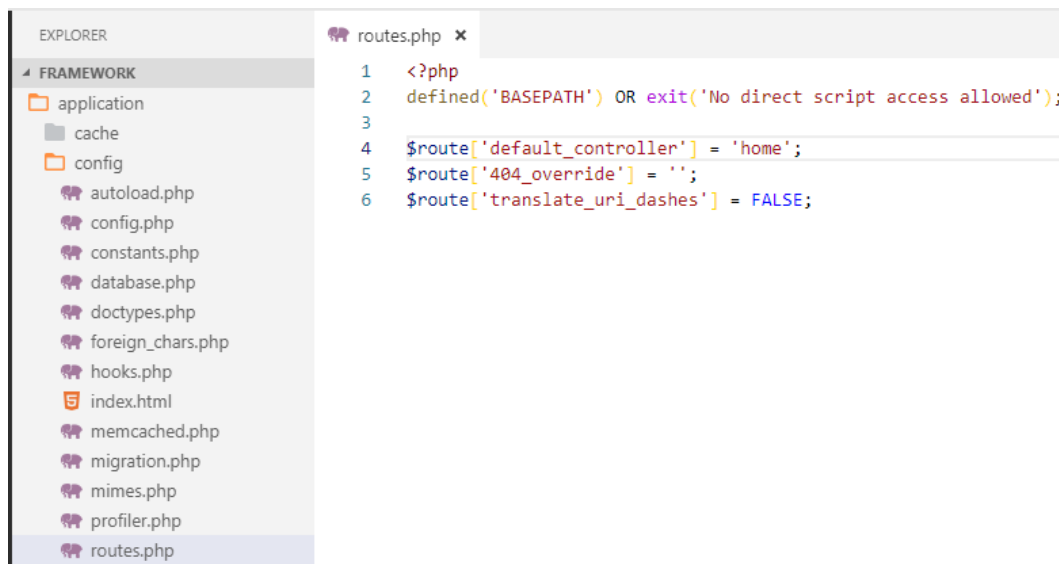 EXPLORER
FRAMEWORK
application
cache
config
autoload.php
config.php
constants.php
database.php
doctypes.php
foreign_chars.php
hooks.php
index.html
memcached.php
migration.php
mimes.php
profiler.php
routes.php
routes.php ×
1 <?php
2 defined('BASEPATH') OR exit('No direct script access allowed');
3
4 $route['default_controller'] = 'home';
5 $route['404_override'] = '';
6 $route['translate_uri_dashes'] = FALSE;